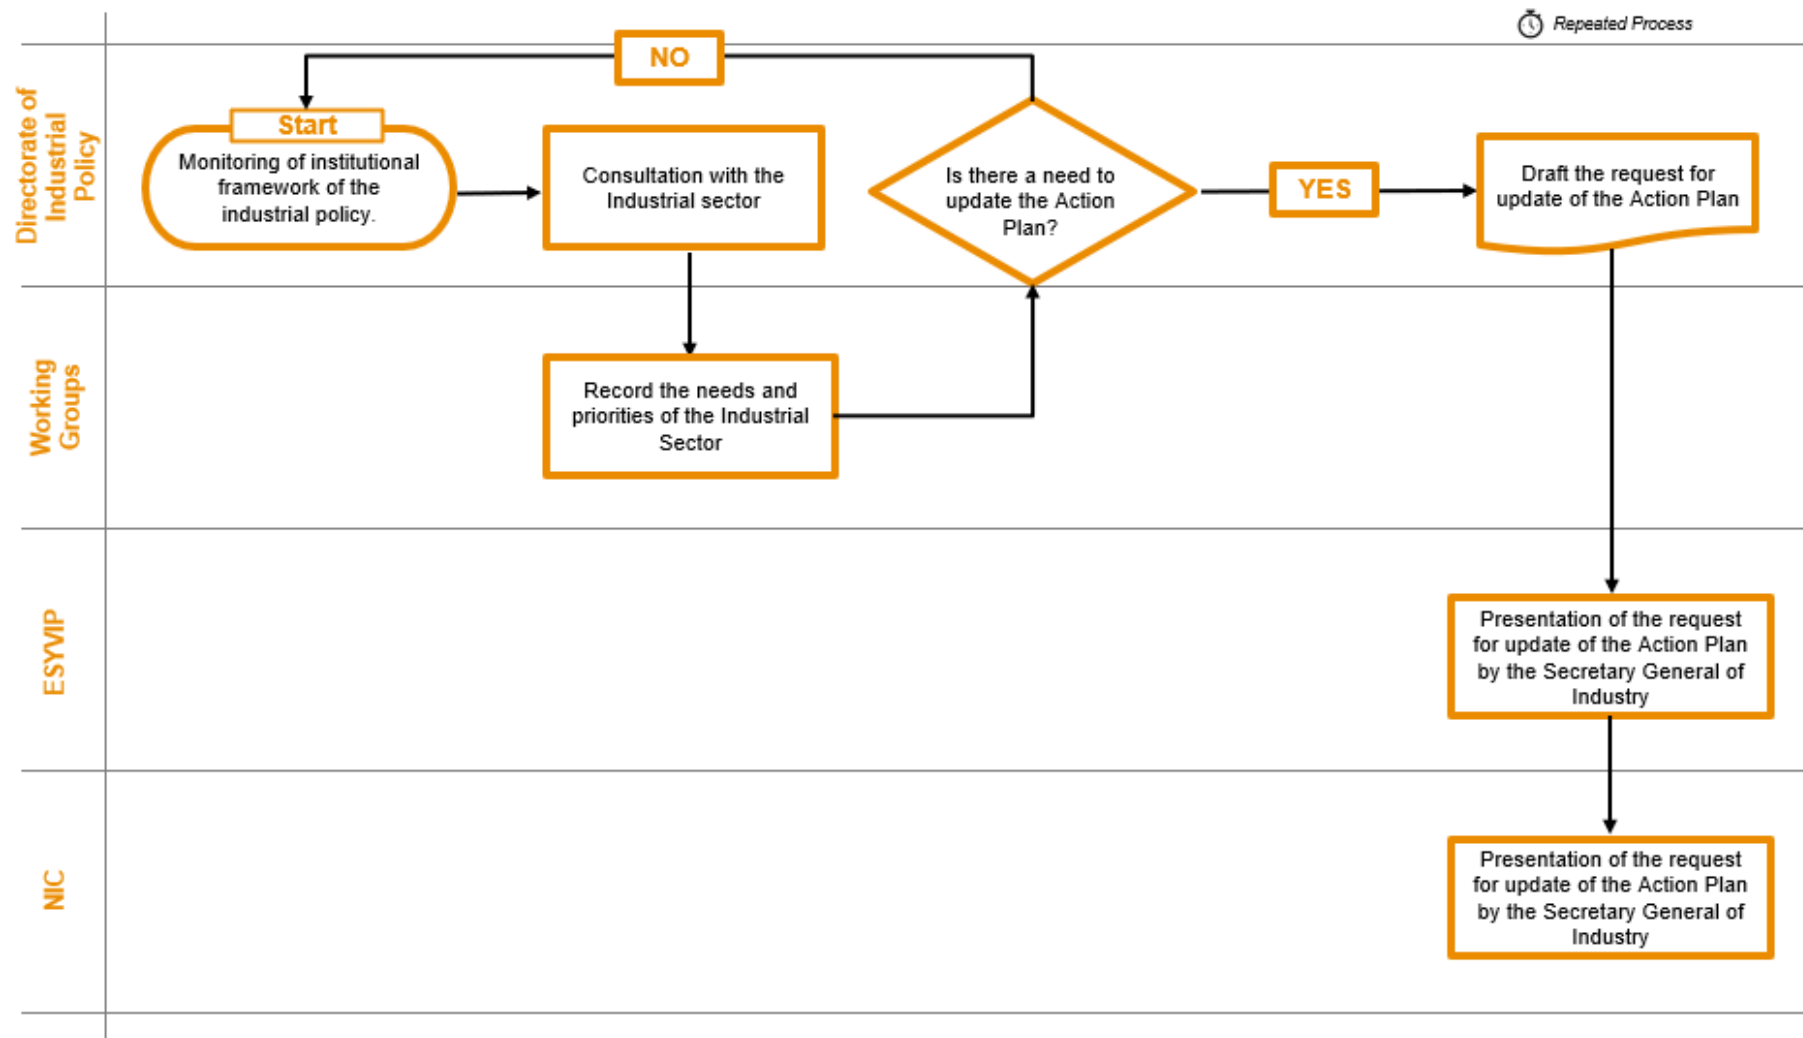 Repeated Process
NO
Directorate of
Industrial
Policy
Start
Monitoring of institutional
framework of the
industrial policy.
Consultation with the
Industrial sector
Is there a need to
update the Action
Plan?
YES
Draft the request for
update of the Action Plan
Working
Groups
Record the needs and
priorities of the Industrial
Sector
ESYVIP
Presentation of the request
for update of the Action Plan
by the Secretary General of
Industry
NIC
Presentation of the request
for update of the Action Plan
by the Secretary General of
Industry